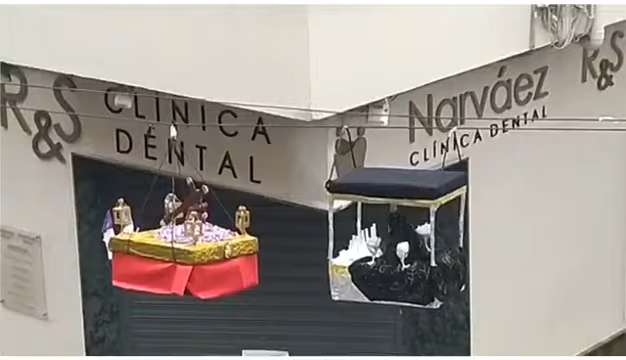 R&S CLÍNICA
DENTAL
Narváez
CLÍNICA DENTAL
R&S